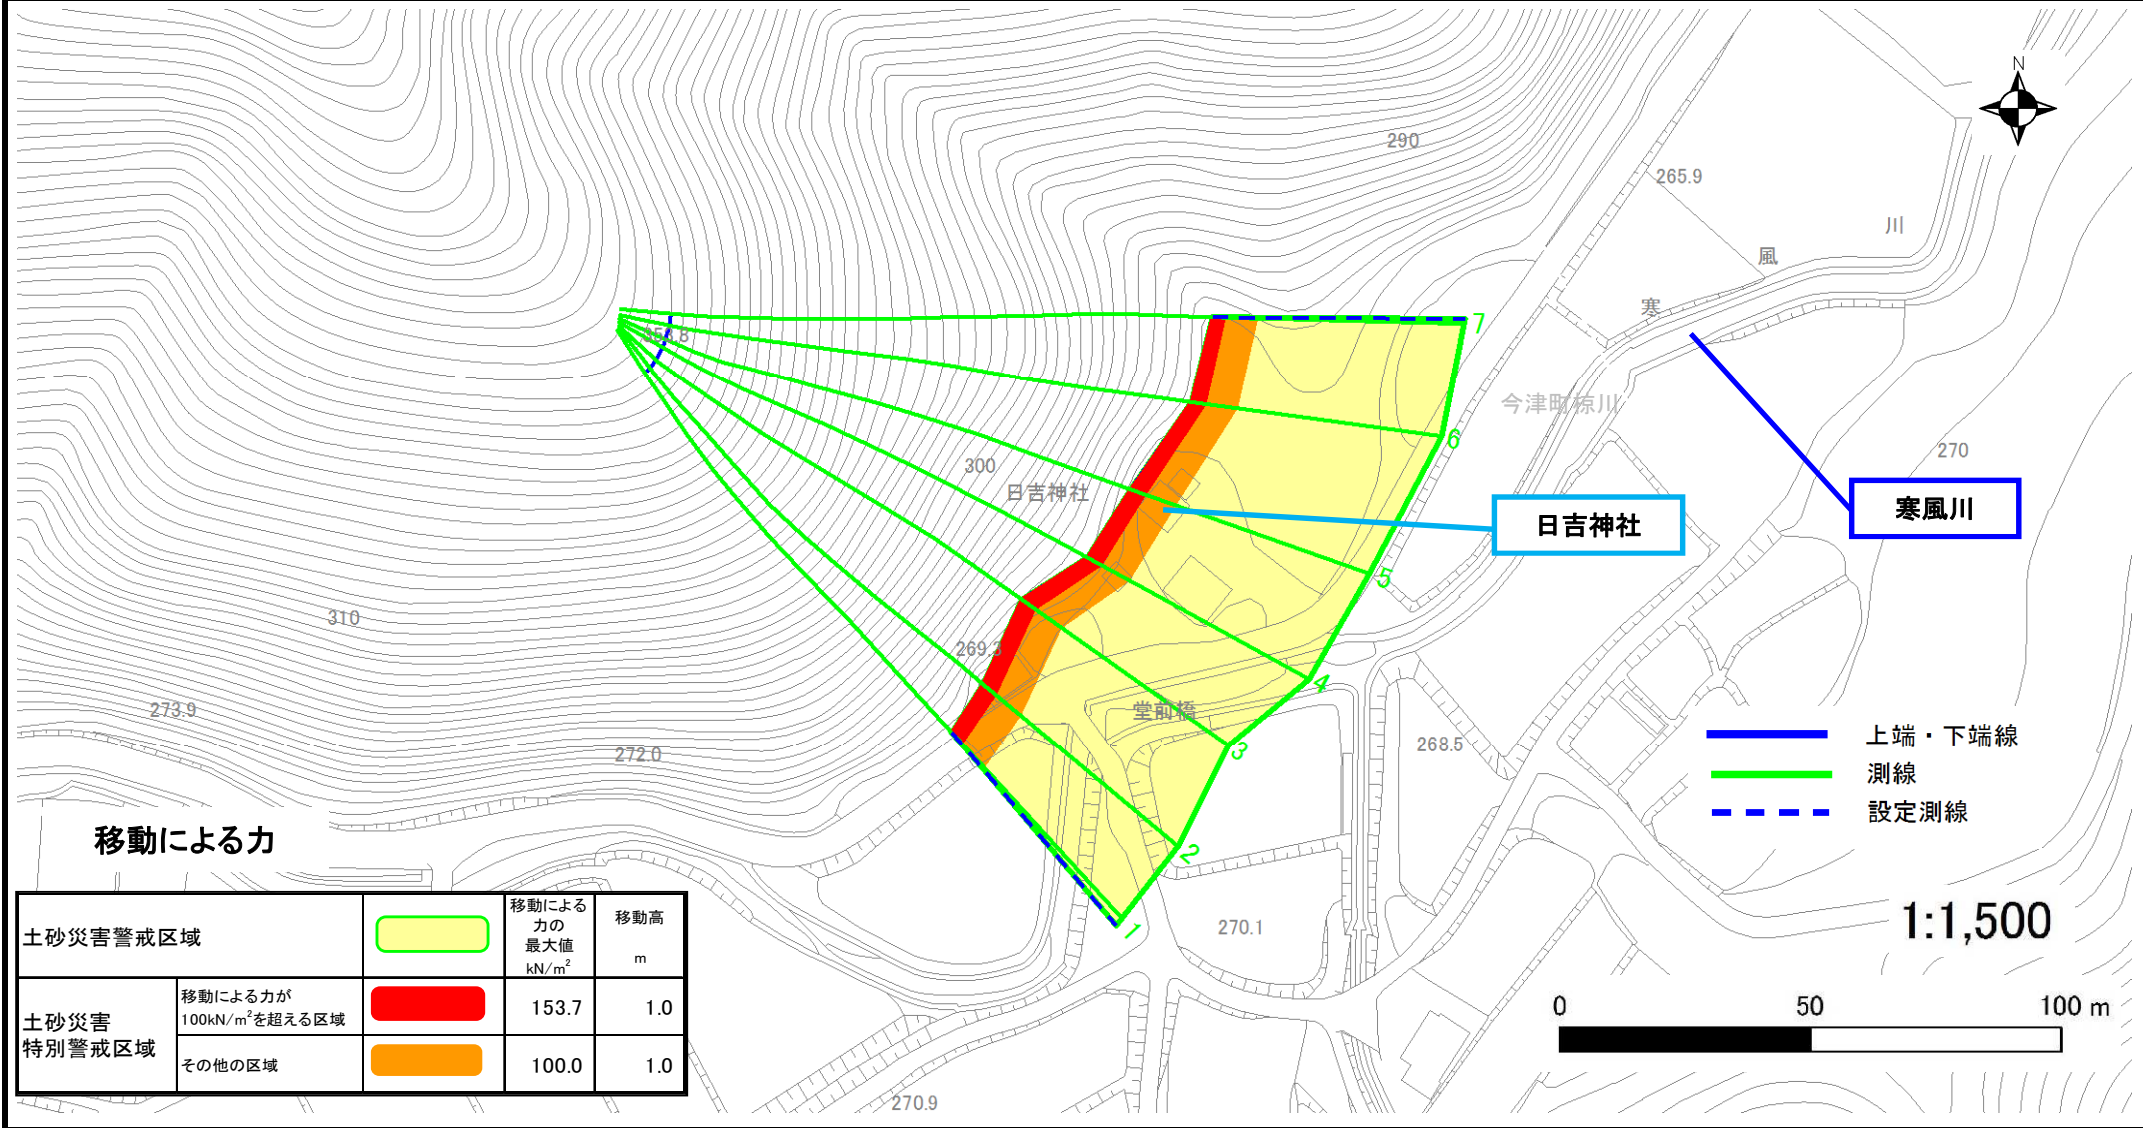 N
290
265.9
川
風
寒
353.8
7
今津町椋川
6
270
300
日吉神社
寒風川
日吉神社
5
310
269.3
4
273.9
堂前橋
272.0
3
268.5
上端・下端線
測線
設定測線
移動による力
2
1
270.1
1:1,500
土砂災害警戒区域
移動による
力の
最大値
kN/m²
移動高
m
土砂災害
特別警戒区域
移動による力が
100kN/m²を超える区域
153.7
1.0
その他の区域
100.0
1.0
0
50
100 m
270.9